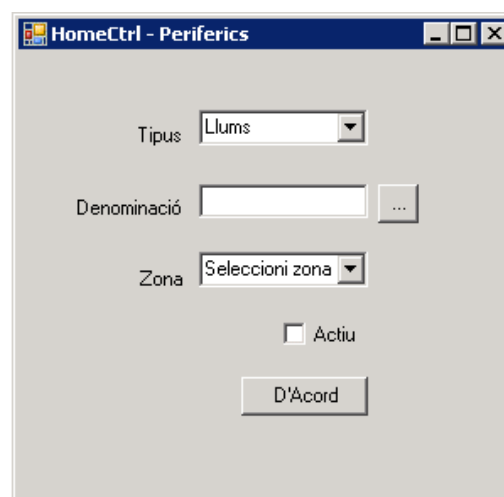 HomeCtrl - Periferics
Tipus Llums
Denominació ...
Zona Seleccioni zona
Actiu
D'Acord